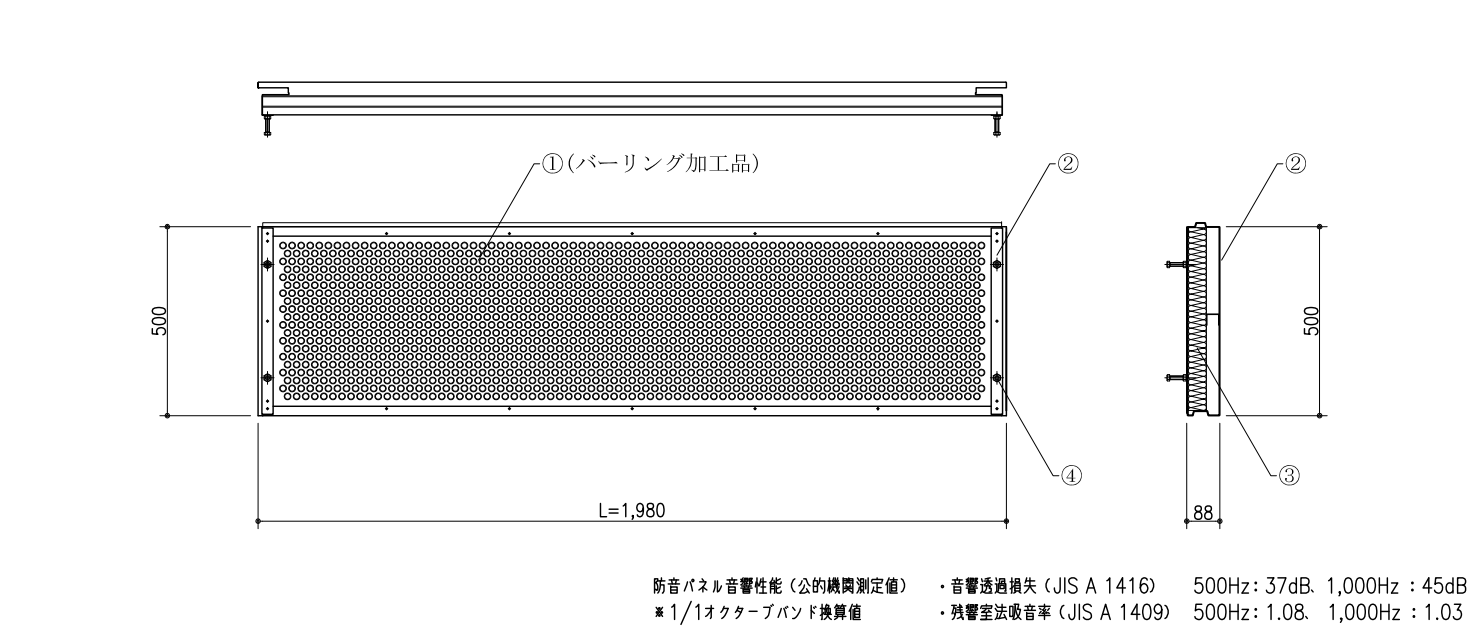 ①(バーリング加工品)
②
②
500
500
④
③
L=1,980
88
防音パネル音響性能 (公的機関測定値) ・音響透過損失 (JIS A 1416) 500Hz: 37dB、1,000Hz : 45dB
* 1/1オクターブバンド換算値 ・残響室法吸音率 (JIS A 1409) 500Hz: 1.08、1,000Hz : 1.03